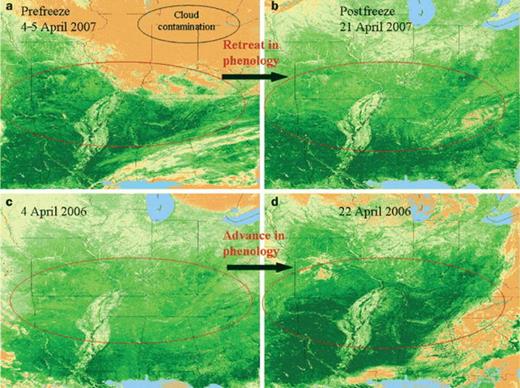 a Prefreeze
4–5 April 2007
Cloud
contamination
b Postfreeze
21 April 2007
Retreat in
phenology
c 4 April 2006
d 22 April 2006
Advance in
phenology